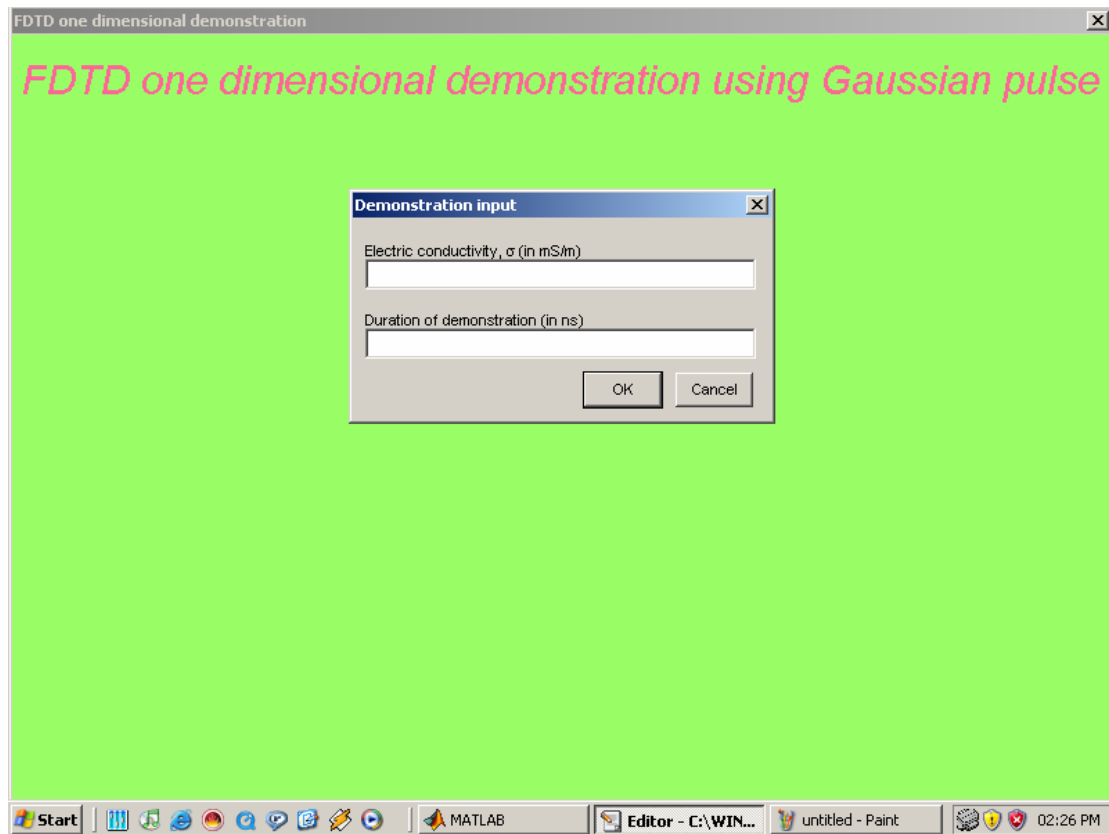 FDTD one dimensional demonstration
FDTD one dimensional demonstration using Gaussian pulse
Demonstration input
Electric conductivity, σ (in mS/m)
Duration of demonstration (in ns)
OK Cancel
Start MATLAB Editor - C:\WIN... untitled - Paint 02:26 PM